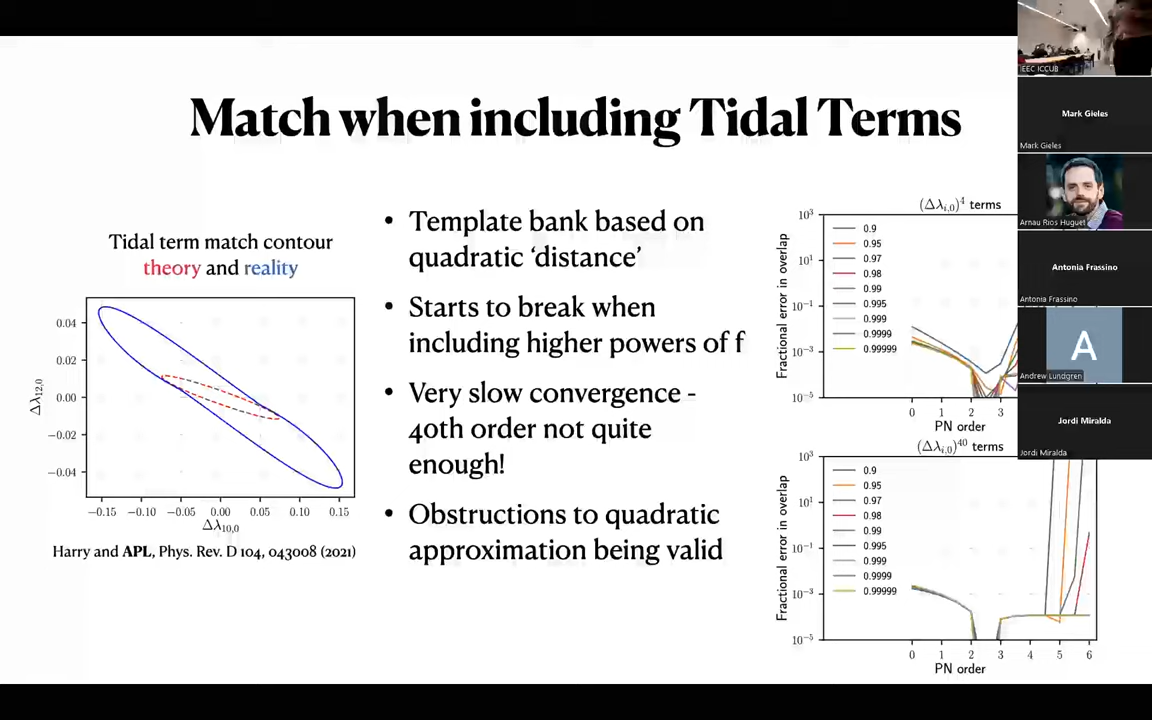 Match when including Tidal Terms
Tidal term match contour
theory and reality
0.04
0.02
0.00
−0.02
−0.04
Δλ12,0
−0.15
−0.10
−0.05
0.00
0.05
0.10
0.15
Δλ10,0
Harry and APL, Phys. Rev. D 104, 043008 (2021)
• Template bank based on
quadratic ‘distance’
• Starts to break when
including higher powers of f
• Very slow convergence -
40th order not quite
enough!
• Obstructions to quadratic
approximation being valid
(Δλi,0)^4 terms
Fractional error in overlap
10^3
10^1
10^−1
10^−3
10^−5
0.9
0.95
0.97
0.98
0.99
0.995
0.999
0.9999
0.99999
0
1
2
3
PN order
(Δλi,0)^40 terms
Fractional error in overlap
10^3
10^1
10^−1
10^−3
10^−5
0.9
0.95
0.97
0.98
0.99
0.995
0.999
0.9999
0.99999
0
1
2
3
4
5
6
PN order
IEEC ICCUB
Mark Gieles
Mark Gieles
Arnau Rios Huguet
Antonia Frassino
Antonia Frassino
A
Andrew Lundgren
Jordi Miralda
Jordi Miralda